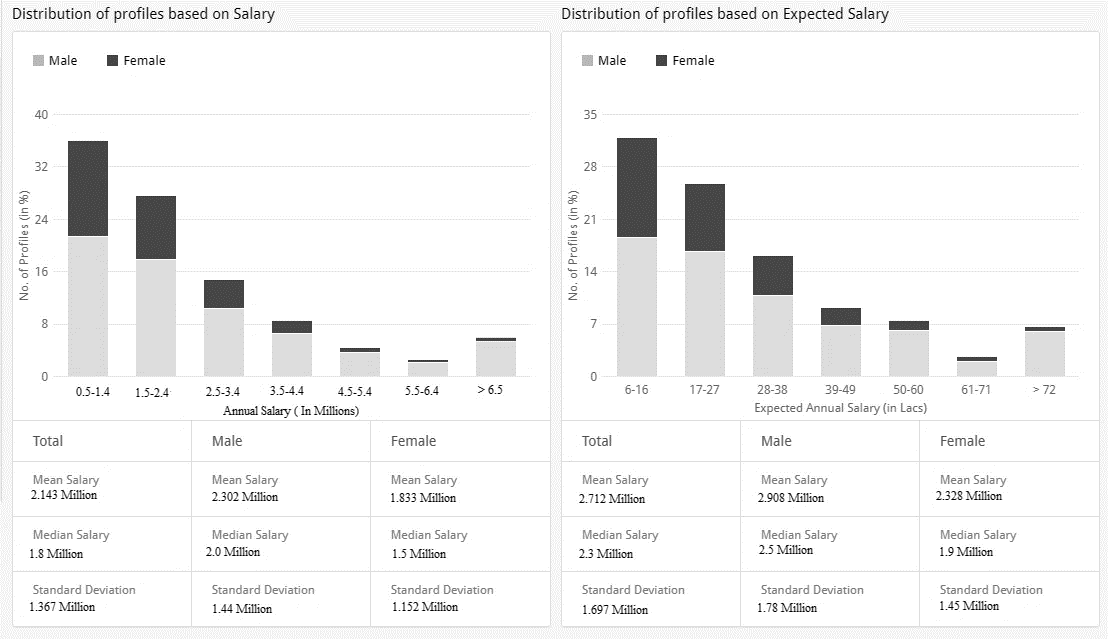 Distribution of profiles based on Salary
Male Female
40
32
24
16
8
0
No. of Profiles (in %)
0.5-1.4 1.5-2.4 2.5-3.4 3.5-4.4 4.5-5.4 5.5-6.4 > 6.5
Annual Salary ( In Millions)
Total Male Female
Mean Salary Mean Salary Mean Salary
2.143 Million 2.302 Million 1.833 Million
Median Salary Median Salary Median Salary
1.8 Million 2.0 Million 1.5 Million
Standard Deviation Standard Deviation Standard Deviation
1.367 Million 1.44 Million 1.152 Million
Distribution of profiles based on Expected Salary
Male Female
35
28
21
14
7
0
No. of Profiles (in %)
6-16 17-27 28-38 39-49 50-60 61-71 > 72
Expected Annual Salary (in Lacs)
Total Male Female
Mean Salary Mean Salary Mean Salary
2.712 Million 2.908 Million 2.328 Million
Median Salary Median Salary Median Salary
2.3 Million 2.5 Million 1.9 Million
Standard Deviation Standard Deviation Standard Deviation
1.697 Million 1.78 Million 1.45 Million